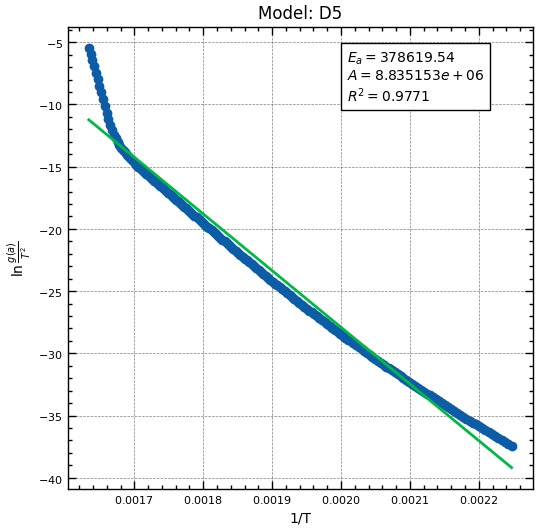 Model: D5
E_a = 378619.54
A = 8.835153e + 06
R² = 0.9771
−5
−10
−15
−20
−25
−30
−35
−40
ln g(a)/T²
0.0017 0.0018 0.0019 0.0020 0.0021 0.0022
1/T